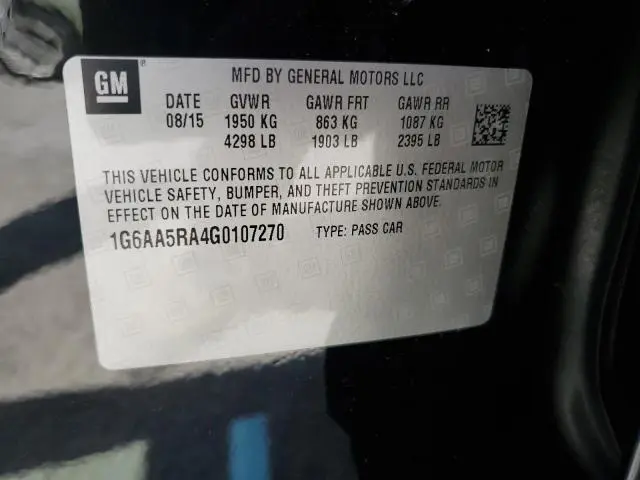 GM ® MFD BY GENERAL MOTORS LLC
DATE GVWR GAWR FRT GAWR RR
08/15 1950 KG 863 KG 1087 KG
4298 LB 1903 LB 2395 LB
THIS VEHICLE CONFORMS TO ALL APPLICABLE U.S. FEDERAL MOTOR
VEHICLE SAFETY, BUMPER, AND THEFT PREVENTION STANDARDS IN
EFFECT ON THE DATE OF MANUFACTURE SHOWN ABOVE.
1G6AA5RA4G0107270 TYPE: PASS CAR